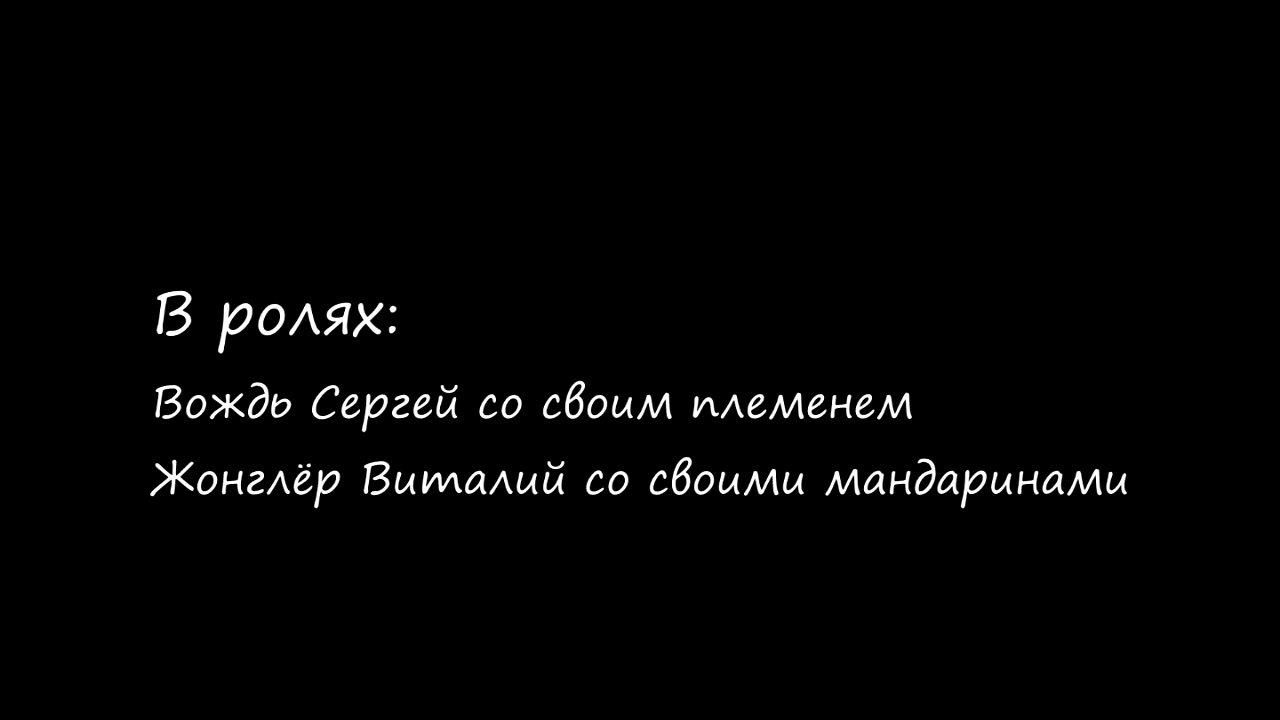 В ролях:
Вождь Сергей со своим племенем
Жонглёр Виталий со своими мандаринами